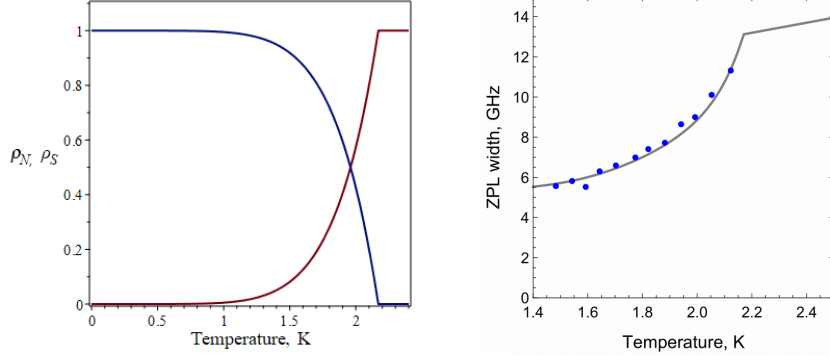 1
0.8
0.6
ρN, ρS
0.4
0.2
0
0 0.5 1 1.5 2
Temperature, K
14
12
10
8
6
4
2
0
ZPL width, GHz
1.4 1.6 1.8 2.0 2.2 2.4
Temperature, K